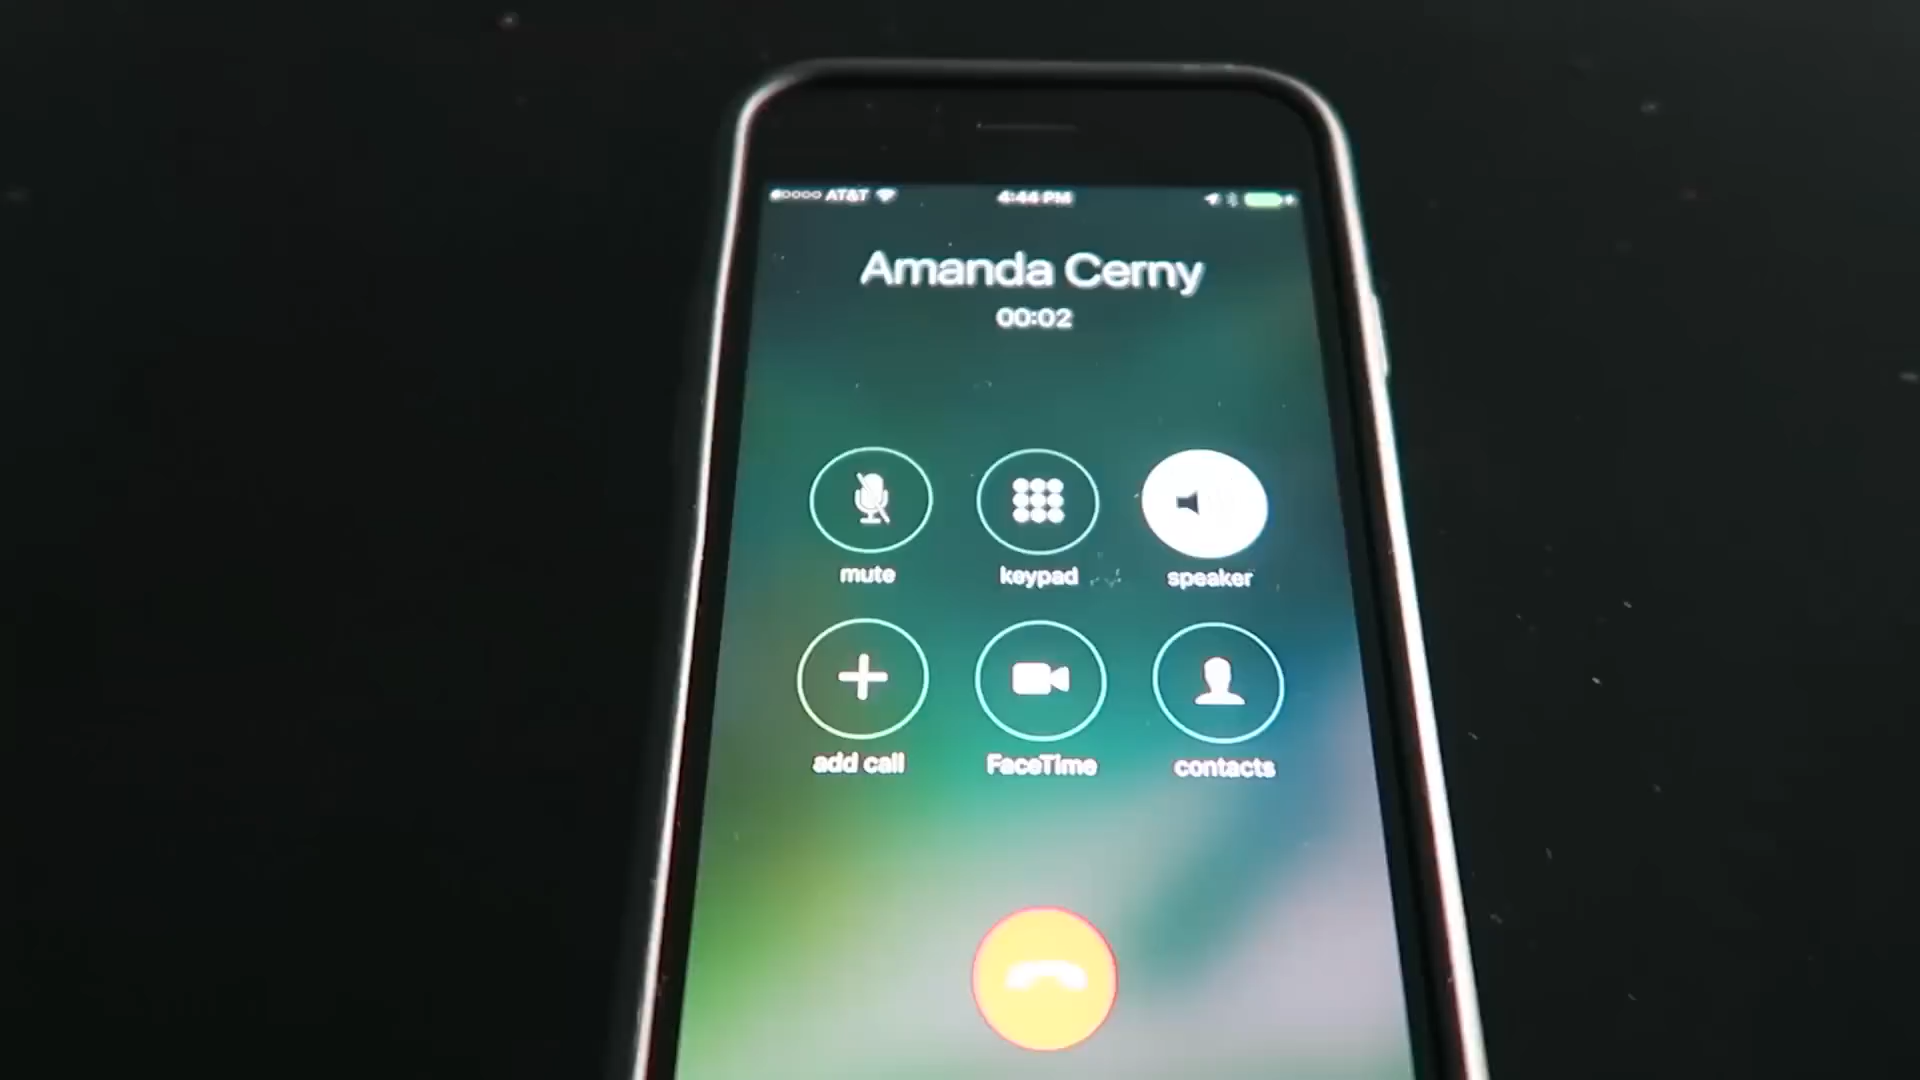 AT&T 4:44 PM
Amanda Cerny
00:02
mute keypad speaker
add call FaceTime contacts